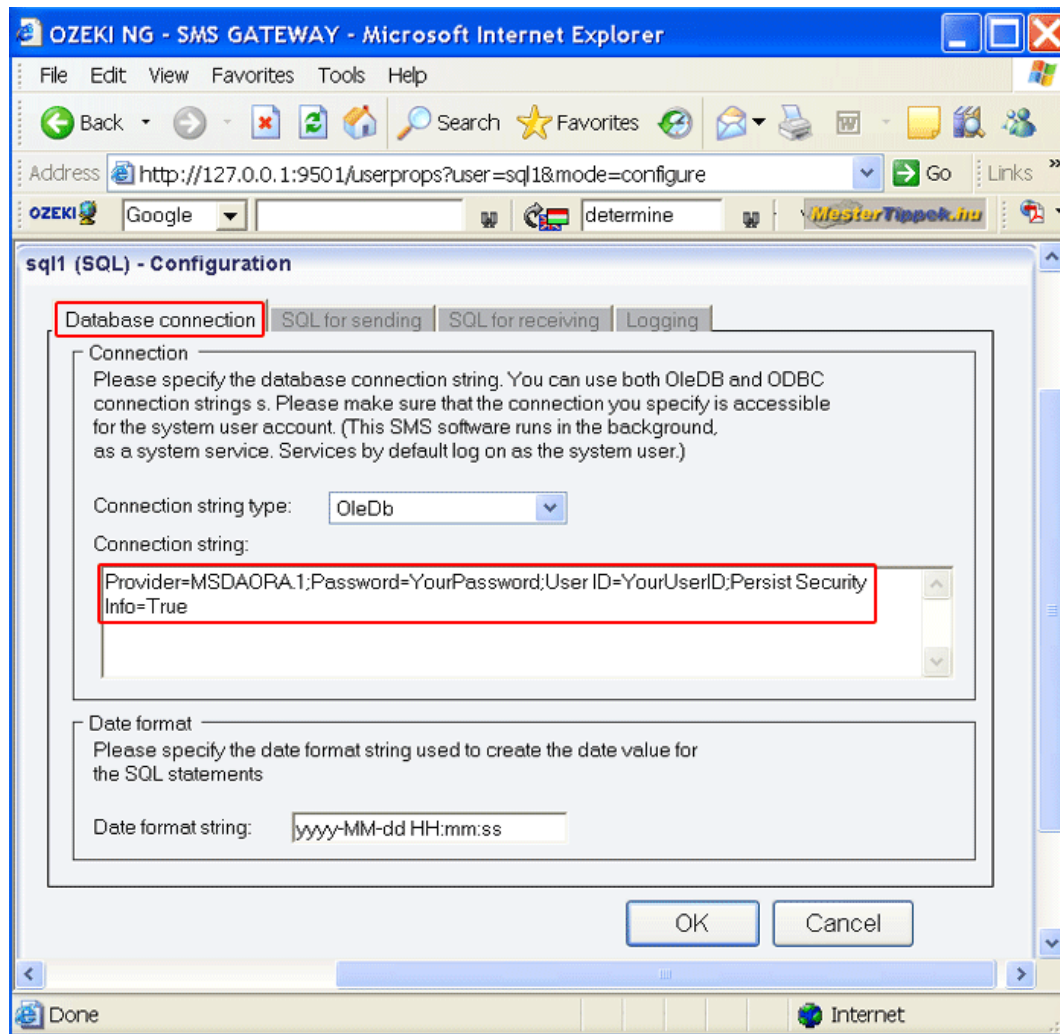 OZEKI NG - SMS GATEWAY - Microsoft Internet Explorer
File Edit View Favorites Tools Help
Back Search Favorites
Address http://127.0.0.1:9501/userprops?user=sql1&mode=configure Go Links »
OZEKI Google determine MesterTippek.hu
sql1 (SQL) - Configuration
Database connection SQL for sending SQL for receiving Logging
Connection
Please specify the database connection string. You can use both OleDB and ODBC
connection strings s. Please make sure that the connection you specify is accessible
for the system user account. (This SMS software runs in the background,
as a system service. Services by default log on as the system user.)
Connection string type: OleDb
Connection string:
Provider=MSDAORA.1;Password=YourPassword;User ID=YourUserID;Persist Security
Info=True
Date format
Please specify the date format string used to create the date value for
the SQL statements
Date format string: yyyy-MM-dd HH:mm:ss
OK Cancel
Done Internet